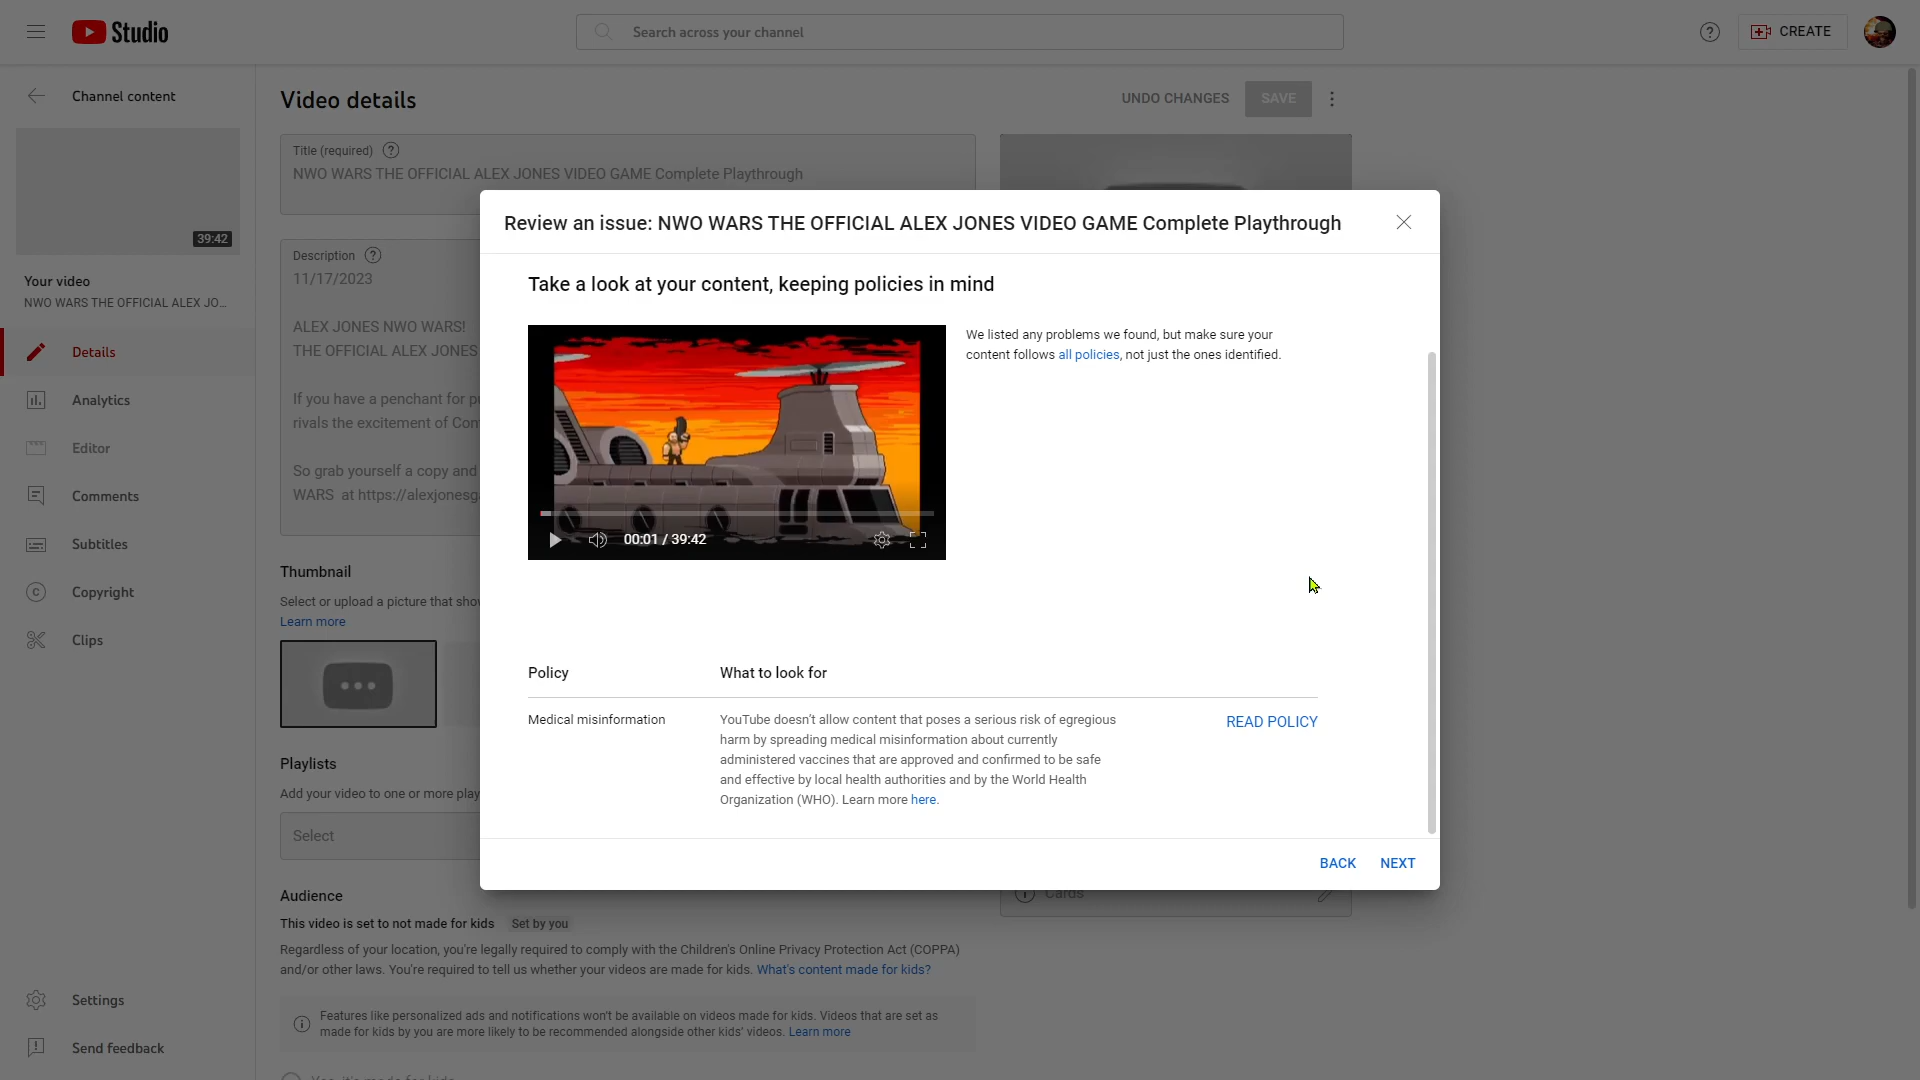 Studio
Search across your channel
CREATE
Channel content
39:42
Your video
NWO WARS THE OFFICIAL ALEX JO...
Details
Analytics
Editor
Comments
Subtitles
Copyright
Clips
Settings
Send feedback
Video details
UNDO CHANGES
SAVE
Title (required)
NWO WARS THE OFFICIAL ALEX JONES VIDEO GAME Complete Playthrough
Description
11/17/2023
ALEX JONES NWO WARS!
THE OFFICIAL ALEX JONES
If you have a penchant for
rivals the excitement of
So grab yourself a copy and
WARS at https://alexjonesg
Thumbnail
Select or upload a picture that
Learn more
Playlists
Add your video to one or more
Select
Audience
This video is set to not made for kids Set by you
Regardless of your location, you're legally required to comply with the Children's Online Privacy Protection Act (COPPA)
and/or other laws. You're required to tell us whether your videos are made for kids. What's content made for kids?
Features like personalized ads and notifications won't be available on videos made for kids. Videos that are set as
made for kids by you are more likely to be recommended alongside other kids' videos. Learn more
Review an issue: NWO WARS THE OFFICIAL ALEX JONES VIDEO GAME Complete Playthrough
Take a look at your content, keeping policies in mind
We listed any problems we found, but make sure your
content follows all policies, not just the ones identified.
00:01 / 39:42
Policy
What to look for
Medical misinformation
YouTube doesn't allow content that poses a serious risk of egregious
harm by spreading medical misinformation about currently
administered vaccines that are approved and confirmed to be safe
and effective by local health authorities and by the World Health
Organization (WHO). Learn more here.
READ POLICY
BACK
NEXT
Cards